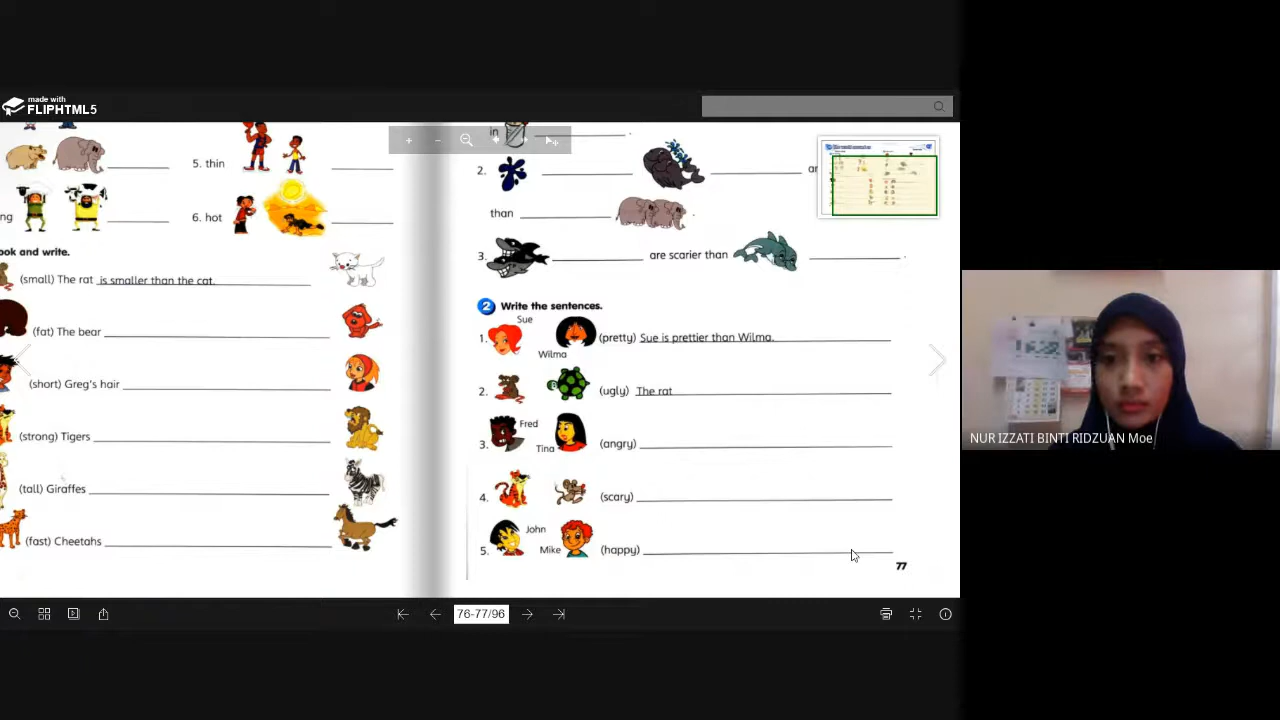 made with
FLIPHTML5
5. thin
ng
6. hot
ook and write.
(small) The rat is smaller than the cat.
(fat) The bear
(short) Greg's hair
(strong) Tigers
(tall) Giraffes
(fast) Cheetahs
in .
2. ar
than .
3. are scarier than .
2 Write the sentences.
1. Sue Wilma (pretty) Sue is prettier than Wilma.
2. (ugly) The rat
3. Fred Tina (angry)
4. (scary)
5. John Mike (happy)
77
76-77/96
NUR IZZATI BINTI RIDZUAN Moe